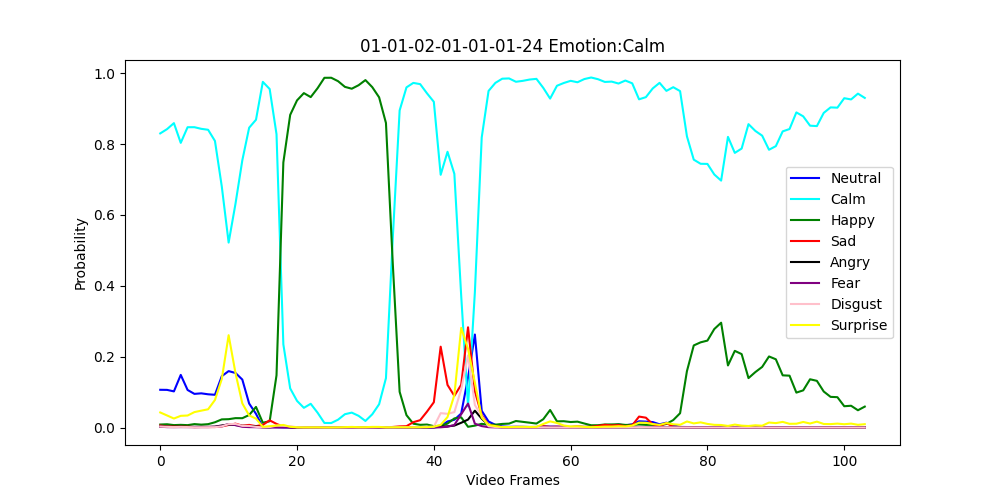 01-01-02-01-01-01-24 Emotion:Calm
Probability
1.0
0.8
0.6
0.4
0.2
0.0
Neutral
Calm
Happy
Sad
Angry
Fear
Disgust
Surprise
0 20 40 60 80 100
Video Frames